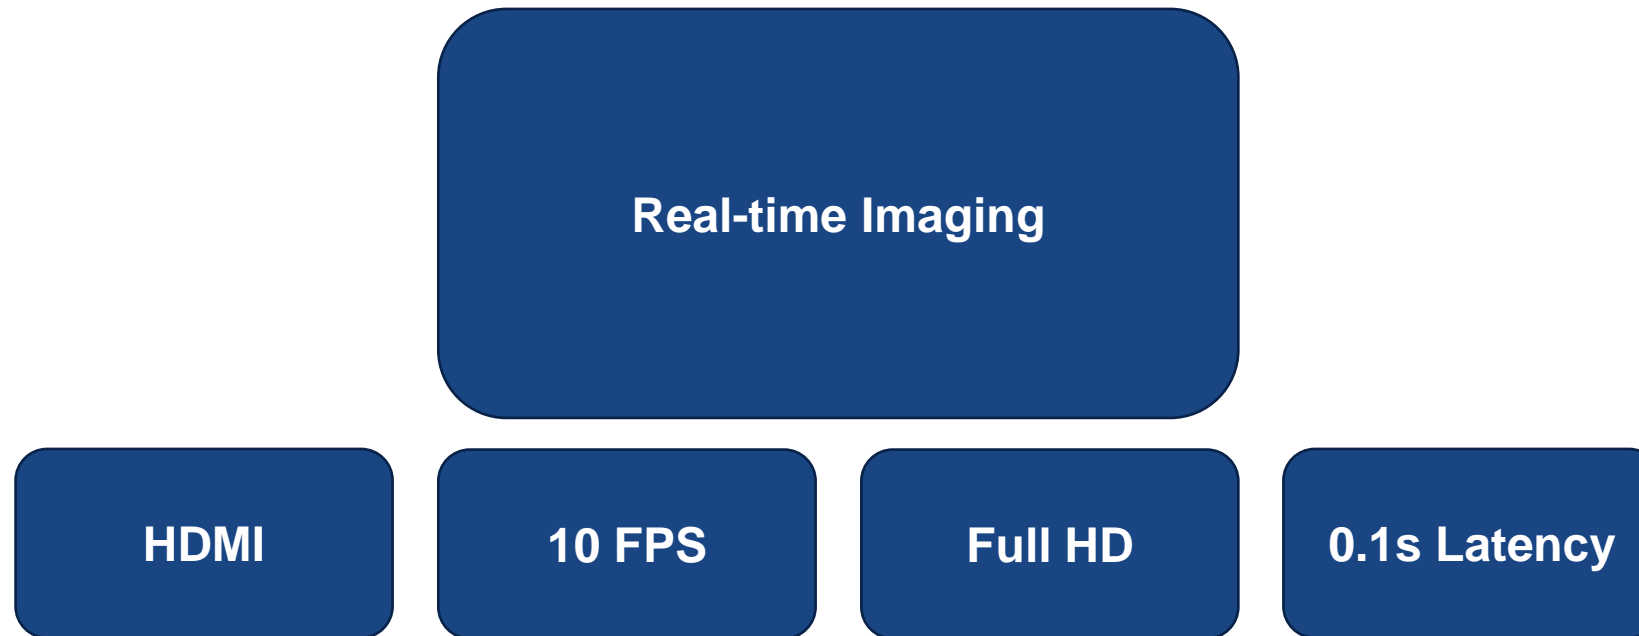 Real-time Imaging
HDMI
10 FPS
Full HD
0.1s Latency